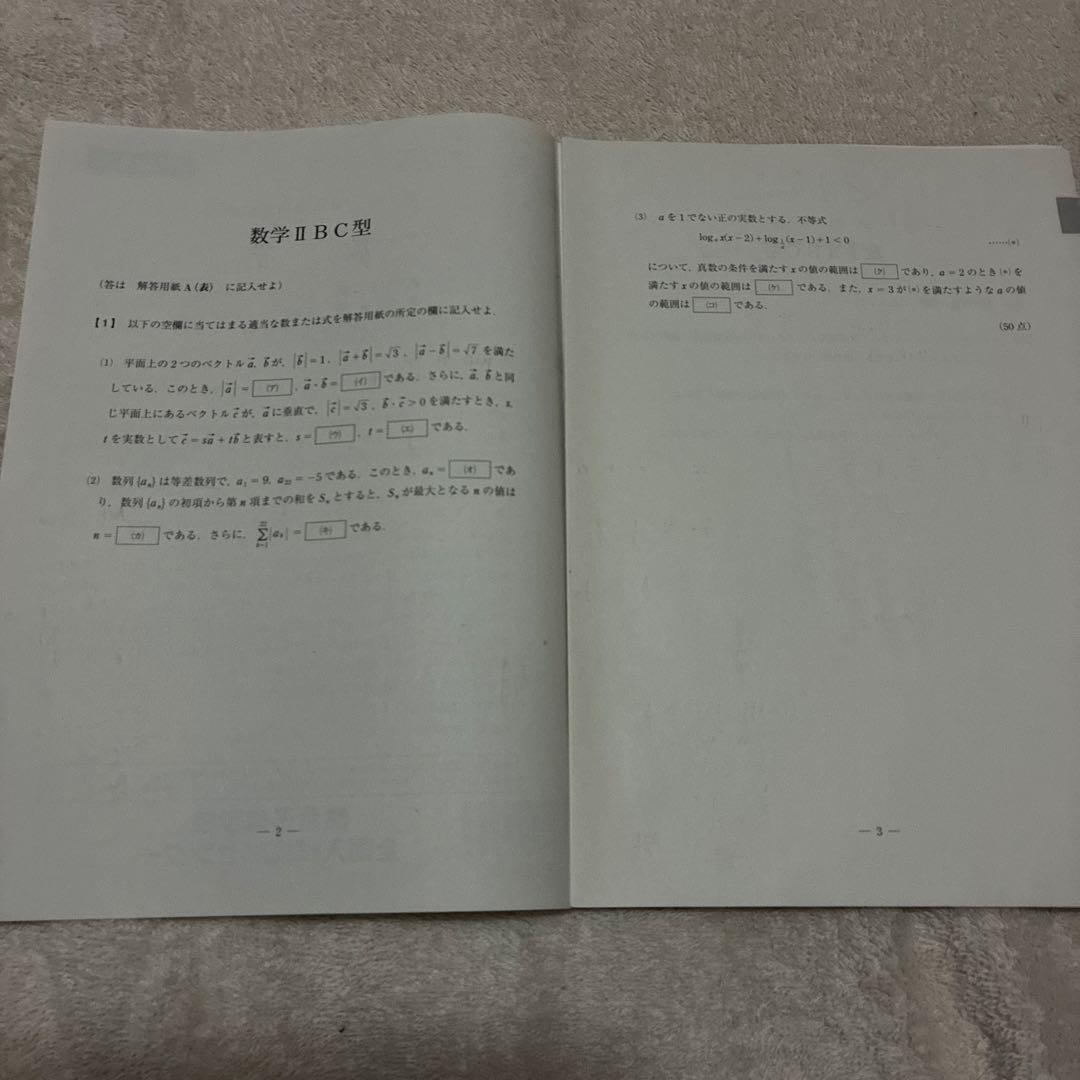 数学ⅡBC型
(答は 解答用紙A(表) に記入せよ)
【1】 以下の空欄に当てはまる適当な数または式を解答用紙の所定の欄に記入せよ.
(1) 平面上の2つのベクトル a⃗, b⃗ が, |b⃗|=1, |a⃗+b⃗|=√3, |a⃗−b⃗|=√7 を満た
している. このとき, |a⃗|= (ア) , a⃗・b⃗= (イ) である. さらに, a⃗, b⃗ と同
じ平面上にあるベクトル c⃗ が, a⃗ に垂直で, |c⃗|=√3, b⃗・c⃗>0 を満たすとき, s,
t を実数として c⃗=sa⃗+tb⃗ と表すと, s= (ウ) , t= (エ) である.
(2) 数列{aₙ}は等差数列で, a₁=9, a₂₂=−5である. このとき, aₙ= (オ) であ
り, 数列{aₙ}の初項から第n項までの和をSₙとすると, Sₙが最大となるnの値は
n= (カ) である. さらに, Σ[k=1→22]|aₖ|= (キ) である.
— 2 —
(3) aを1でない正の実数とする. 不等式
logₐx(x−2)+log_{1/a}(x−1)+1<0 ……(*)
について, 真数の条件を満たすxの値の範囲は (ク) であり, a=2のとき(*)を
満たすxの値の範囲は (ケ) である. また, x=3が(*)を満たすようなaの値
の範囲は (コ) である.
(50点)
— 3 —